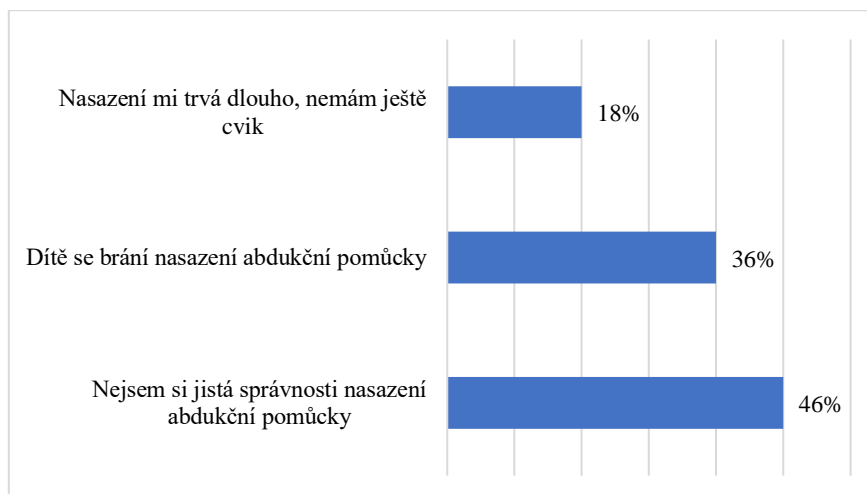 Nasazení mi trvá dlouho, nemám ještě
cvik
18%
Dítě se brání nasazení abdukční pomůcky
36%
Nejsem si jistá správnosti nasazení
abdukční pomůcky
46%